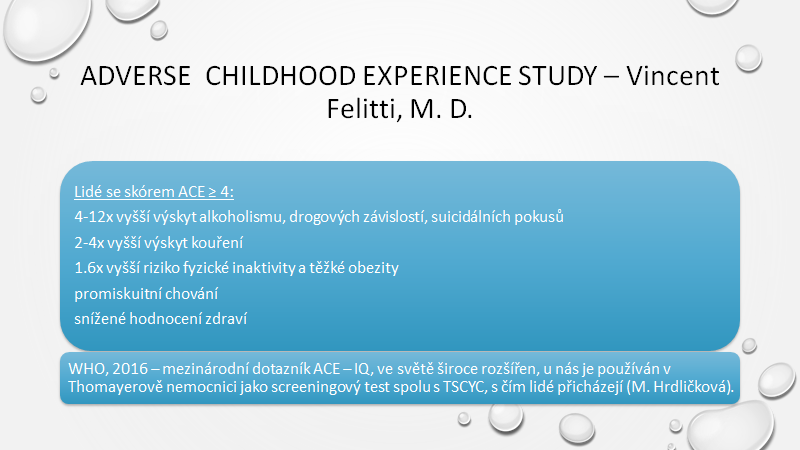 ADVERSE CHILDHOOD EXPERIENCE STUDY – Vincent
Felitti, M. D.
Lidé se skórem ACE ≥ 4:
4-12x vyšší výskyt alkoholismu, drogových závislostí, suicidálních pokusů
2-4x vyšší výskyt kouření
1.6x vyšší riziko fyzické inaktivity a těžké obezity
promiskuitní chování
snížené hodnocení zdraví
WHO, 2016 – mezinárodní dotazník ACE – IQ, ve světě široce rozšířen, u nás je používán v
Thomayerově nemocnici jako screeningový test spolu s TSCYC, s čím lidé přicházejí (M. Hrdličková).